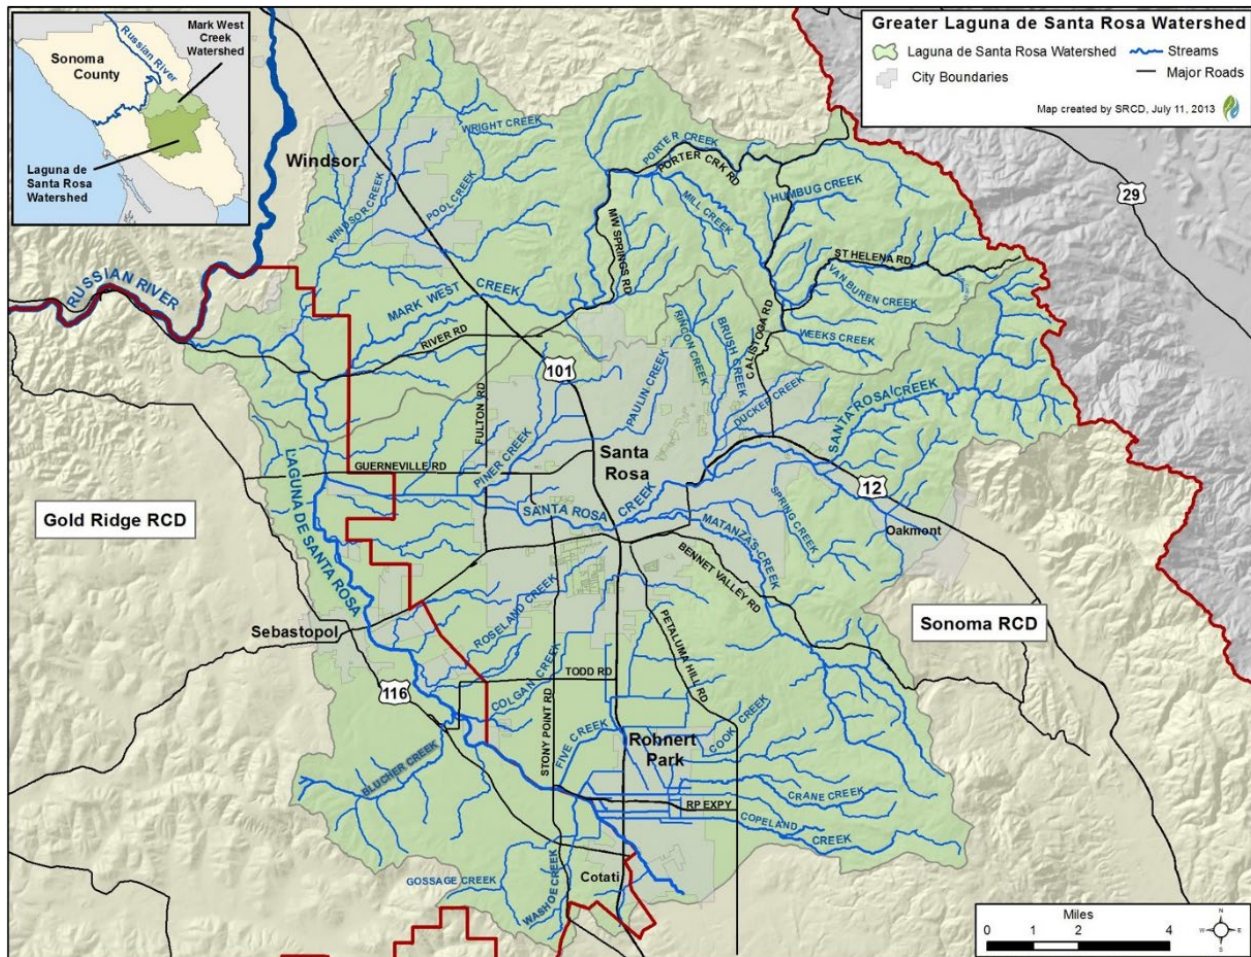 Greater Laguna de Santa Rosa Watershed
Laguna de Santa Rosa Watershed
Streams
City Boundaries
Major Roads
Map created by SRCD, July 11, 2013
Mark West
Creek
Watershed
Sonoma
County
Russian River
Laguna de
Santa Rosa
Watershed
WRIGHT CREEK
Windsor
WINDSOR CREEK
POOL CREEK
PORTER CREEK
PORTER CRK RD
HUMBUG CREEK
MILL CREEK
MW SPRINGS RD
29
ST HELENA RD
VAN BUREN CREEK
WEEKS CREEK
RUSSIAN RIVER
MARK WEST CREEK
RIVER RD
101
FULTON RD
RINCON CREEK
BRUSH CREEK
CALISTOGA RD
PAULIN CREEK
DUCKER CREEK
SANTA ROSA CREEK
Santa
Rosa
GUERNEVILLE RD
PINER CREEK
LAGUNA DE SANTA ROSA
SANTA ROSA CREEK
12
SPRING CREEK
Oakmont
MATANZAS CREEK
BENNET VALLEY RD
Gold Ridge RCD
Sonoma RCD
Sebastopol
ROSELAND CREEK
116
COLGAN CREEK
TODD RD
STONY POINT RD
PETALUMA HILL RD
FIVE CREEK
Rohnert
Park
COOK CREEK
BLUCHER CREEK
CRANE CREEK
RP EXPY
COPELAND CREEK
GOSSAGE CREEK
WASHOE CREEK
Cotati
Miles
0 1 2 4
N
W E
S